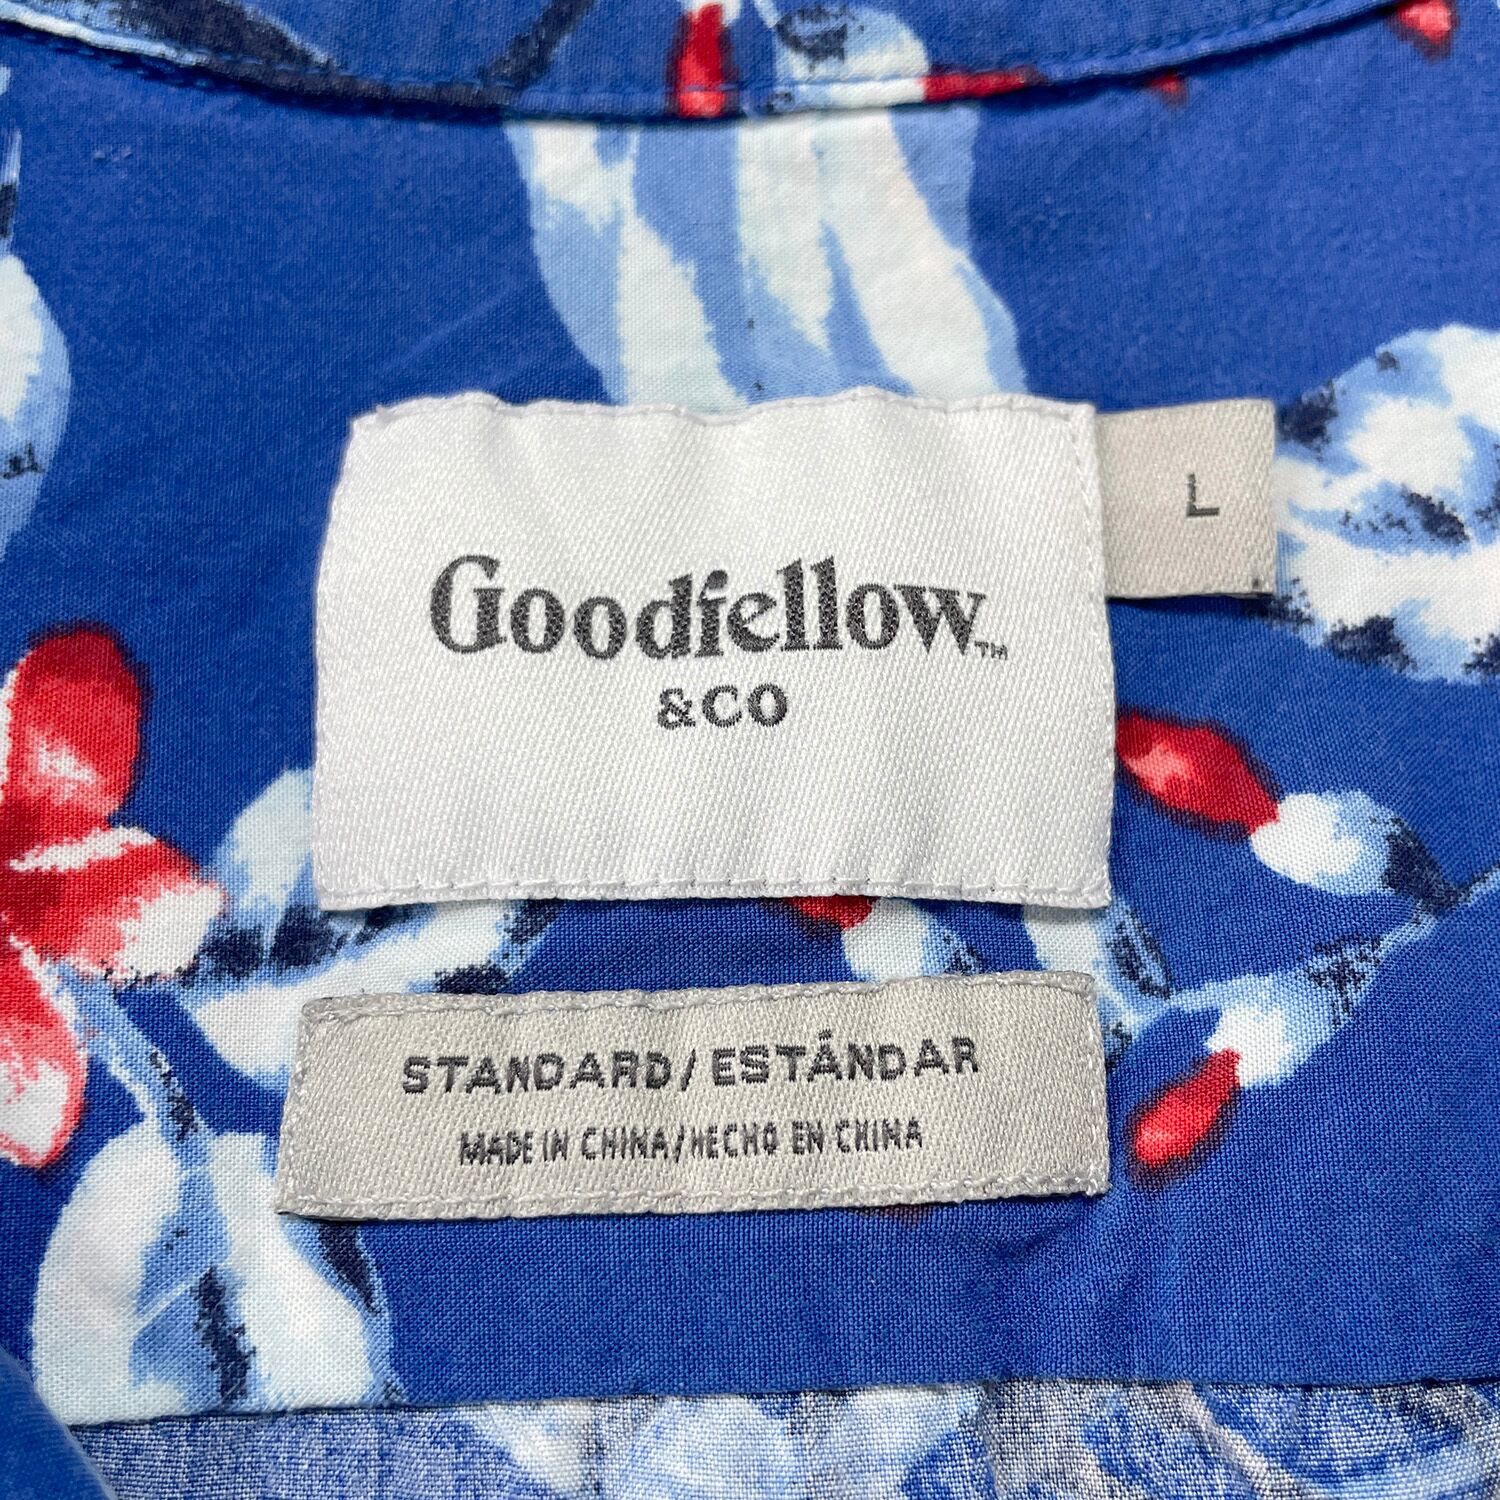 Goodfellow™
&CO
L
STANDARD/ESTÁNDAR
MADE IN CHINA/HECHO EN CHINA